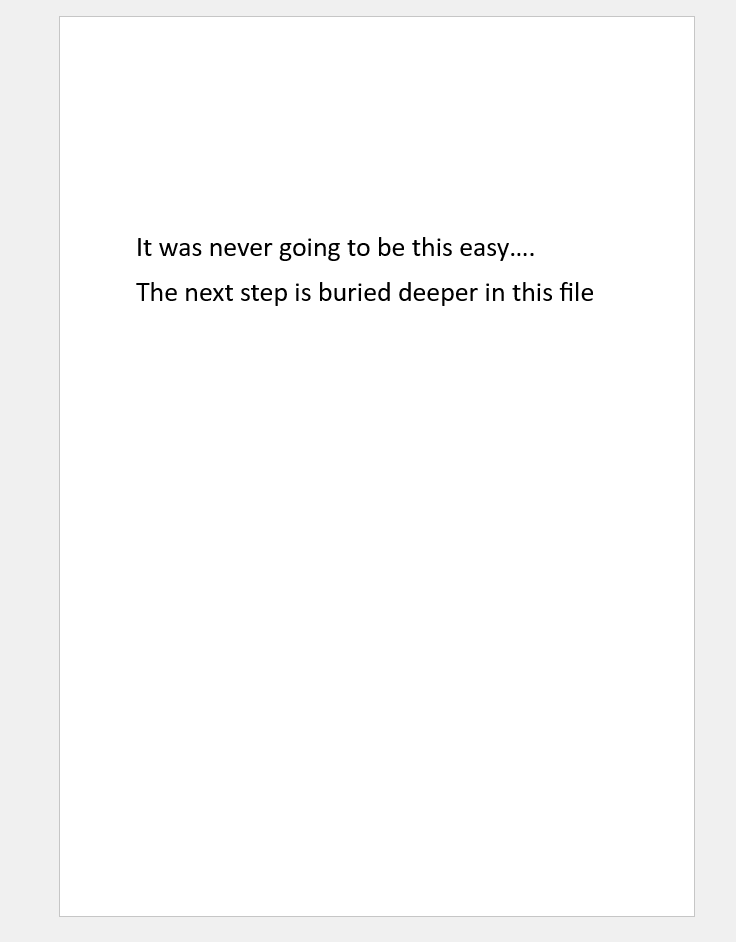 It was never going to be this easy....
The next step is buried deeper in this file